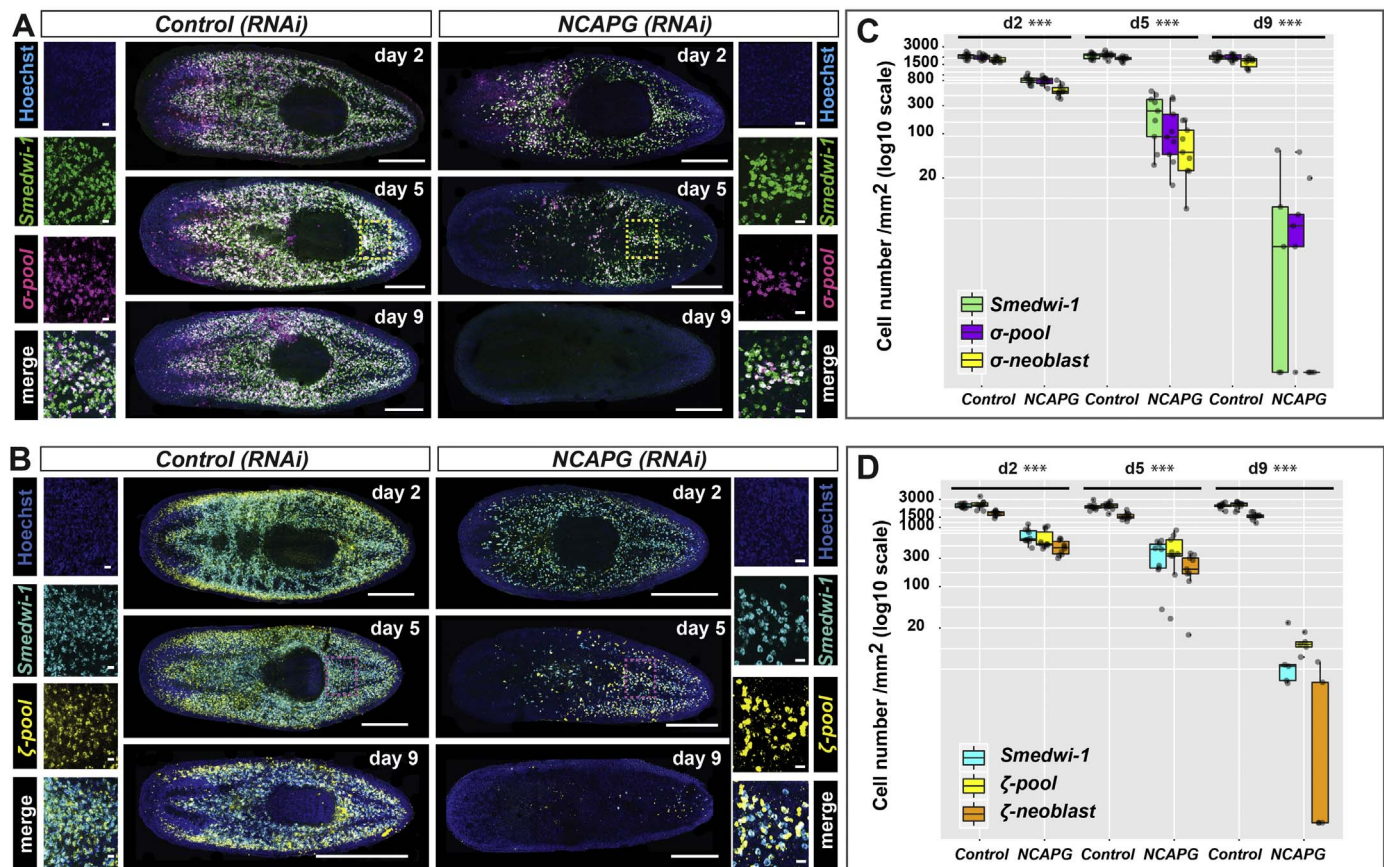 A
Control (RNAi)
NCAPG (RNAi)
Hoechst
Smedwi-1
σ-pool
merge
day 2
day 5
day 9
day 2
day 5
day 9
Hoechst
Smedwi-1
σ-pool
merge
B
Control (RNAi)
NCAPG (RNAi)
Hoechst
Smedwi-1
ζ-pool
merge
day 2
day 5
day 9
day 2
day 5
day 9
Hoechst
Smedwi-1
ζ-pool
merge
C
d2 *** d5 *** d9 ***
Cell number /mm2 (log10 scale)
3000
1500
800
300
100
20
Smedwi-1
σ-pool
σ-neoblast
Control NCAPG Control NCAPG Control NCAPG
D
d2 *** d5 *** d9 ***
Cell number /mm2 (log10 scale)
3000
1500
300
100
20
Smedwi-1
ζ-pool
ζ-neoblast
Control NCAPG Control NCAPG Control NCAPG